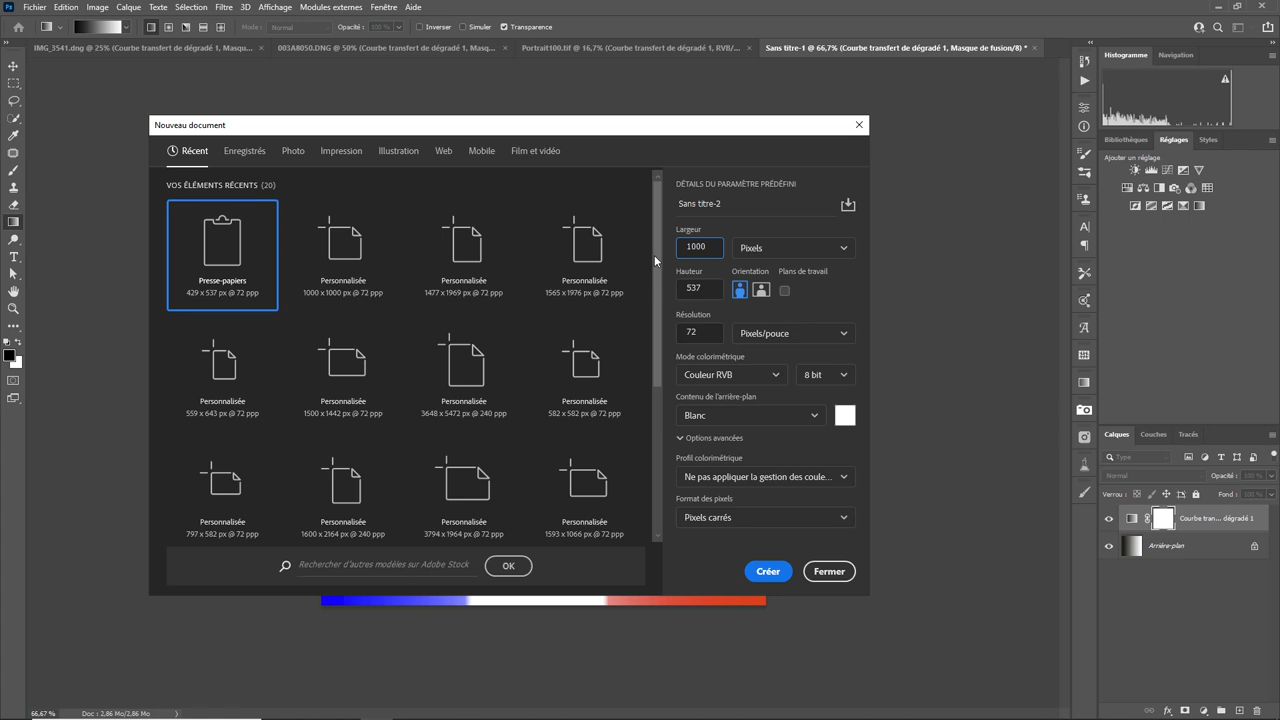 Ps Fichier Edition Image Calque Texte Sélection Filtre 3D Affichage Modules externes Fenêtre Aide
Mode : Normal Opacité : 100 % Inverser Simuler Transparence
IMG_3541.dng @ 25% (Courbe transfert de dégradé 1, Masqu... × 003A8050.DNG @ 50% (Courbe transfert de dégradé 1, Masq... × Portrait100.tif @ 16,7% (Courbe transfert de dégradé 1, RVB/... × Sans titre-1 @ 66,7% (Courbe transfert de dégradé 1, Masque de fusion/8) * ×
Histogramme Navigation
Nouveau document
Récent Enregistrés Photo Impression Illustration Web Mobile Film et vidéo
VOS ÉLÉMENTS RÉCENTS (20)
Presse-papiers
429 x 537 px @ 72 ppp
Personnalisée
1000 x 1000 px @ 72 ppp
Personnalisée
1477 x 1969 px @ 72 ppp
Personnalisée
1565 x 1976 px @ 72 ppp
Personnalisée
559 x 643 px @ 72 ppp
Personnalisée
1500 x 1442 px @ 72 ppp
Personnalisée
3648 x 5472 px @ 240 ppp
Personnalisée
582 x 582 px @ 72 ppp
Personnalisée
797 x 582 px @ 72 ppp
Personnalisée
1600 x 2164 px @ 240 ppp
Personnalisée
3794 x 1964 px @ 72 ppp
Personnalisée
1593 x 1066 px @ 72 ppp
Rechercher d'autres modèles sur Adobe Stock OK
DÉTAILS DU PARAMÈTRE PRÉDÉFINI
Sans titre-2
Largeur
1000 Pixels
Hauteur Orientation Plans de travail
537
Résolution
72 Pixels/pouce
Mode colorimétrique
Couleur RVB 8 bit
Contenu de l'arrière-plan
Blanc
Options avancées
Profil colorimétrique
Ne pas appliquer la gestion des coule...
Format des pixels
Pixels carrés
Créer Fermer
Bibliothèques Réglages Styles
Ajouter un réglage
Calques Couches Tracés
Type
Normal Opacité : 100 %
Verrou : Fond : 100 %
Courbe tran... dégradé 1
Arrière-plan
66,67 % Doc : 2,86 Mo/2,86 Mo